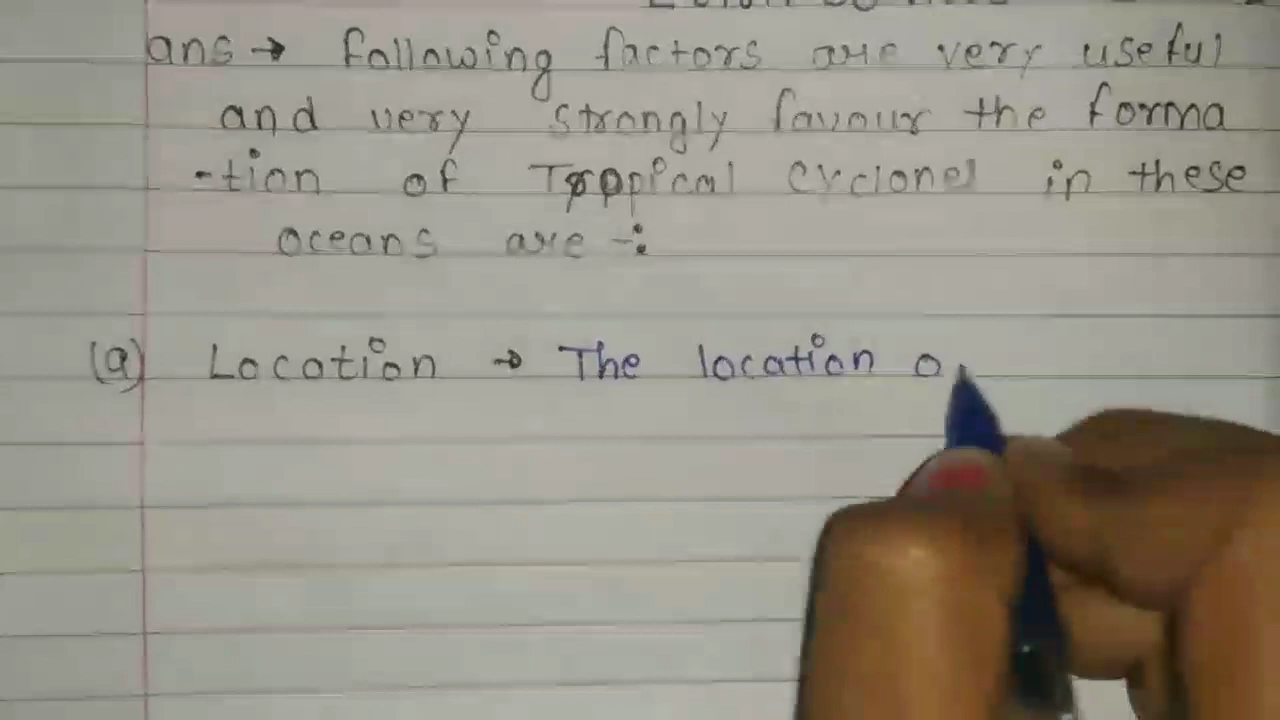 ans → Following factors are very useful
and very strongly favour the forma
-tion of Tropical Cyclones in these
oceans are -:
(a) Location → The location o